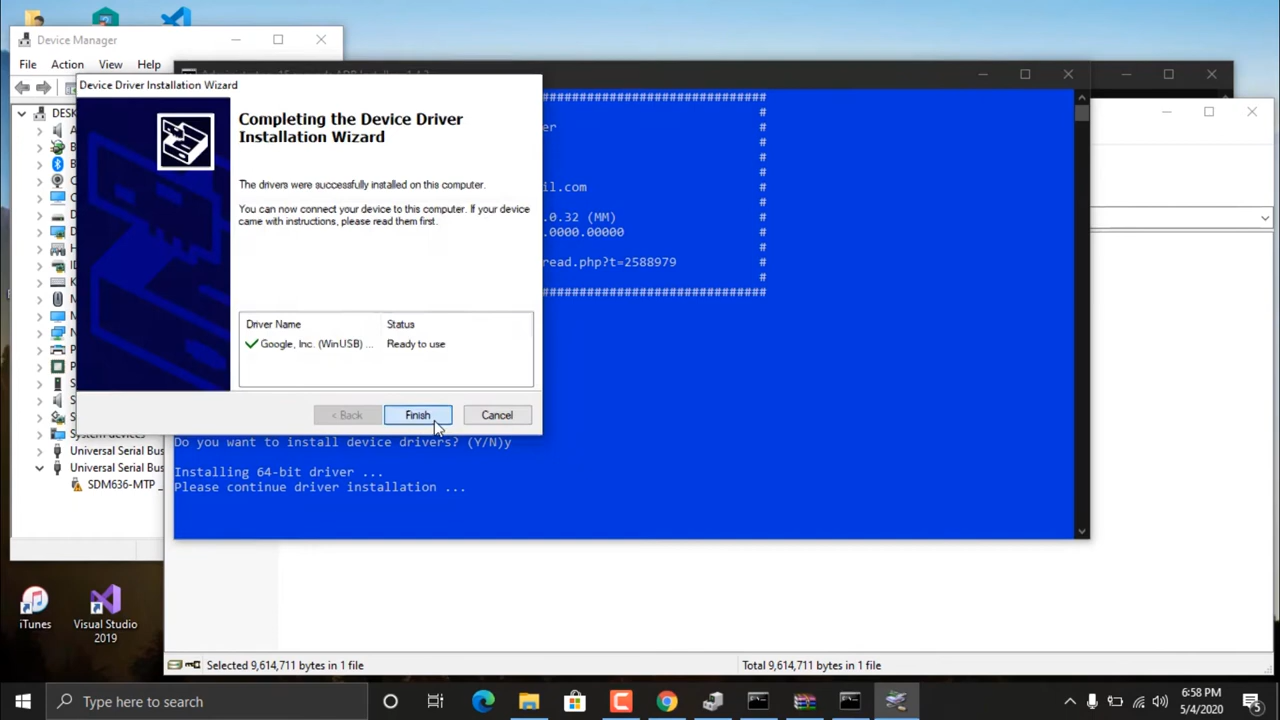 Device Manager
File Action View Help
Device Driver Installation Wizard
Completing the Device Driver
Installation Wizard
The drivers were successfully installed on this computer.
You can now connect your device to this computer. If your device
came with instructions, please read them first.
Driver Name Status
Google, Inc. (WinUSB) ... Ready to use
< Back Finish Cancel
DESK
##############################
#
er #
#
#
#
il.com #
#
.0.32 (MM) #
.0000.00000 #
#
read.php?t=2588979 #
#
##############################
Do you want to install device drivers? (Y/N)y
Installing 64-bit driver ...
Please continue driver installation ...
System devices
Universal Serial Bus
Universal Serial Bus
SDM636-MTP _
iTunes
Visual Studio
2019
Selected 9,614,711 bytes in 1 file
Total 9,614,711 bytes in 1 file
Type here to search
6:58 PM
5/4/2020
5